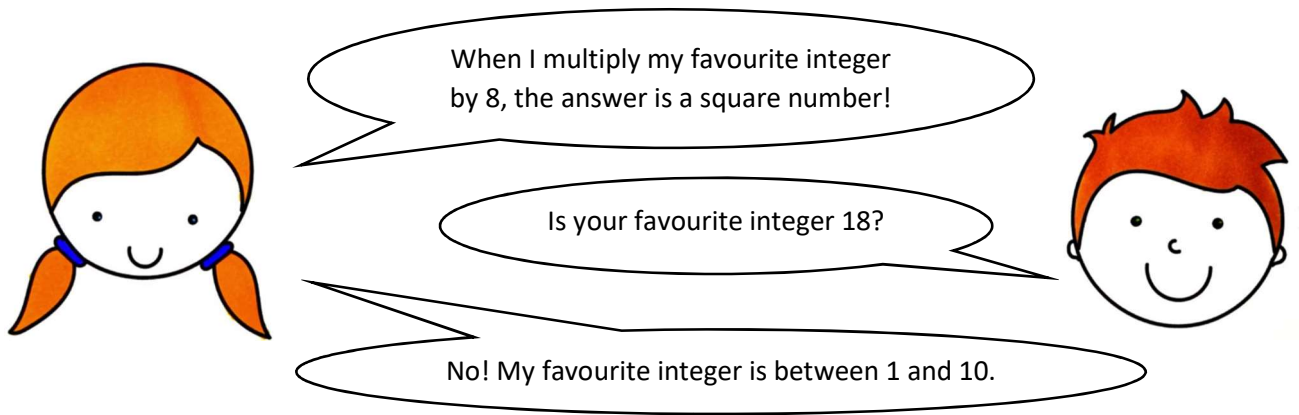 When I multiply my favourite integer
by 8, the answer is a square number!
Is your favourite integer 18?
No! My favourite integer is between 1 and 10.